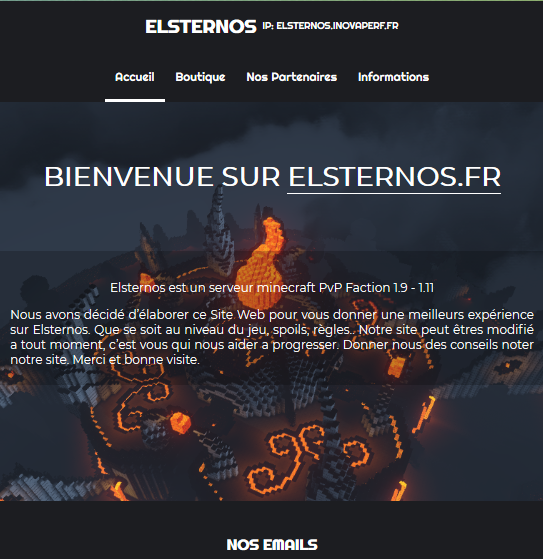 ELSTERNOS IP: ELSTERNOS.INOVAPERF.FR
Accueil Boutique Nos Partenaires Informations
BIENVENUE SUR ELSTERNOS.FR
Elsternos est un serveur minecraft PvP Faction 1.9 - 1.11
Nous avons décidé d'élaborer ce Site Web pour vous donner une meilleurs expérience
sur Elsternos. Que se soit au niveau du jeu, spoils, règles.. Notre site peut êtres modifié
a tout moment, c'est vous qui nous aider a progresser. Donner nous des conseils noter
notre site. Merci et bonne visite.
NOS EMAILS